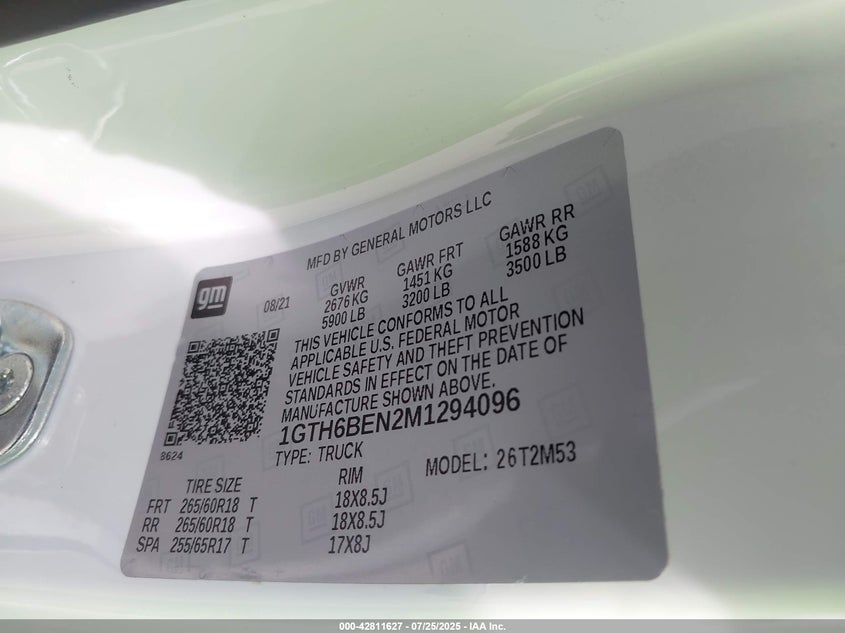 MFD BY GENERAL MOTORS LLC
gm
08/21
GVWR GAWR FRT GAWR RR
2676 KG 1451 KG 1588 KG
5900 LB 3200 LB 3500 LB
THIS VEHICLE CONFORMS TO ALL
APPLICABLE U.S. FEDERAL MOTOR
VEHICLE SAFETY AND THEFT PREVENTION
STANDARDS IN EFFECT ON THE DATE OF
MANUFACTURE SHOWN ABOVE.
1GTH6BEN2M1294096
8624
TYPE: TRUCK MODEL: 26T2M53
TIRE SIZE RIM
FRT 265/60R18 T 18X8.5J
RR 265/60R18 T 18X8.5J
SPA 255/65R17 T 17X8J
000-42811627 - 07/25/2025 - IAA Inc.